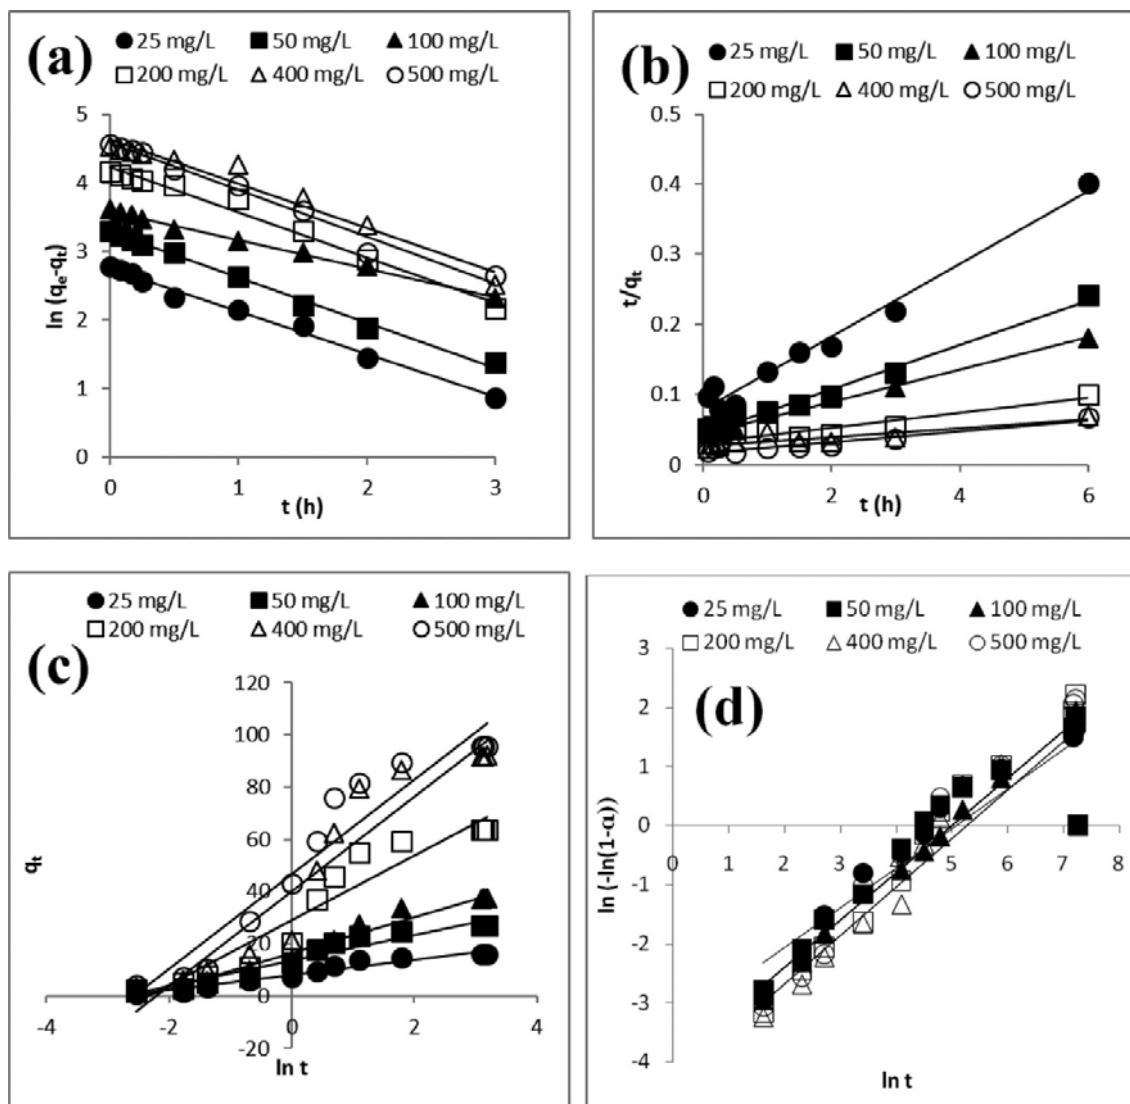 (a)
25 mg/L 50 mg/L 100 mg/L
200 mg/L 400 mg/L 500 mg/L
5
4
3
2
1
0
0 1 2 3
ln (qe-qt)
t (h)
(b)
25 mg/L 50 mg/L 100 mg/L
200 mg/L 400 mg/L 500 mg/L
0.5
0.4
0.3
0.2
0.1
0
0 2 4 6
t/qt
t (h)
(c)
25 mg/L 50 mg/L 100 mg/L
200 mg/L 400 mg/L 500 mg/L
120
100
80
60
40
20
0
-20
-4 -2 0 2 4
qt
ln t
(d)
25 mg/L 50 mg/L 100 mg/L
200 mg/L 400 mg/L 500 mg/L
3
2
1
0
-1
-2
-3
-4
0 1 2 3 4 5 6 7 8
ln (-ln(1-α))
ln t